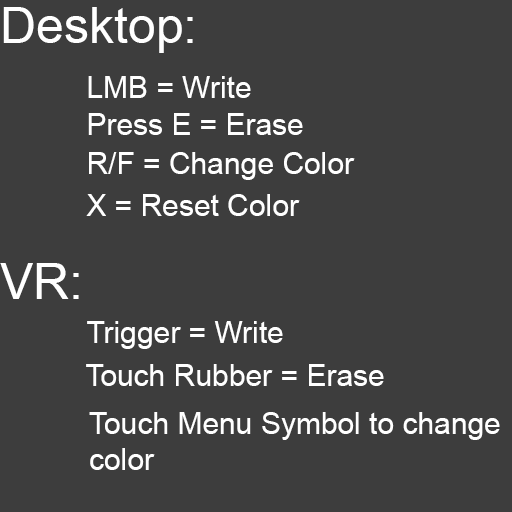 Desktop:
LMB = Write
Press E = Erase
R/F = Change Color
X = Reset Color
VR:
Trigger = Write
Touch Rubber = Erase
Touch Menu Symbol to change
color